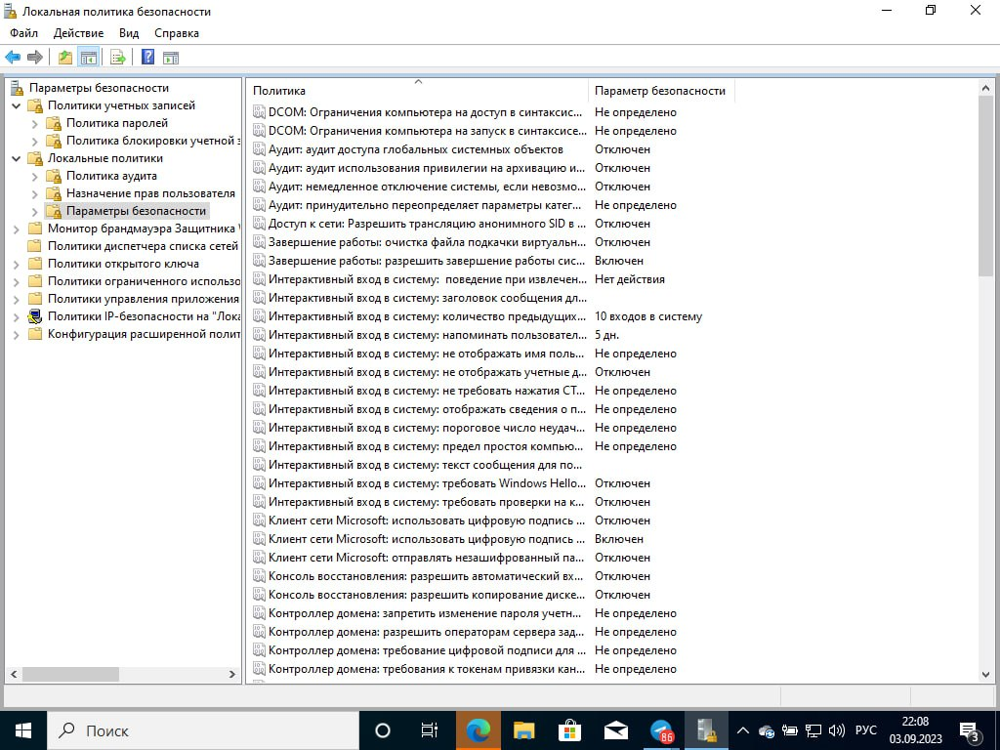 Локальная политика безопасности
Файл Действие Вид Справка
Параметры безопасности
Политики учетных записей
Политика паролей
Политика блокировки учетной з
Локальные политики
Политика аудита
Назначение прав пользователя
Параметры безопасности
Монитор брандмауэра Защитника
Политики диспетчера списка сетей
Политики открытого ключа
Политики ограниченного использо
Политики управления приложения
Политики IP-безопасности на "Лока
Конфигурация расширенной полит
Политика Параметр безопасности
DCOM: Ограничения компьютера на доступ в синтаксис... Не определено
DCOM: Ограничения компьютера на запуск в синтаксисе... Не определено
Аудит: аудит доступа глобальных системных объектов Отключен
Аудит: аудит использования привилегии на архивацию и... Отключен
Аудит: немедленное отключение системы, если невозмо... Отключен
Аудит: принудительно переопределяет параметры катег... Не определено
Доступ к сети: Разрешить трансляцию анонимного SID в ... Отключен
Завершение работы: очистка файла подкачки виртуальн... Отключен
Завершение работы: разрешить завершение работы сис... Включен
Интерактивный вход в систему: поведение при извлечен... Нет действия
Интерактивный вход в систему: заголовок сообщения дл...
Интерактивный вход в систему: количество предыдущих... 10 входов в систему
Интерактивный вход в систему: напоминать пользовател... 5 дн.
Интерактивный вход в систему: не отображать имя поль... Не определено
Интерактивный вход в систему: не отображать учетные д... Отключен
Интерактивный вход в систему: не требовать нажатия CT... Не определено
Интерактивный вход в систему: отображать сведения о п... Не определено
Интерактивный вход в систему: пороговое число неудач... Не определено
Интерактивный вход в систему: предел простоя компью... Не определено
Интерактивный вход в систему: текст сообщения для по...
Интерактивный вход в систему: требовать Windows Hello... Отключен
Интерактивный вход в систему: требовать проверки на к... Отключен
Клиент сети Microsoft: использовать цифровую подпись ... Отключен
Клиент сети Microsoft: использовать цифровую подпись ... Включен
Клиент сети Microsoft: отправлять незашифрованный па... Отключен
Консоль восстановления: разрешить автоматический вх... Отключен
Консоль восстановления: разрешить копирование диске... Отключен
Контроллер домена: запретить изменение пароля учетн... Не определено
Контроллер домена: разрешить операторам сервера зад... Не определено
Контроллер домена: требование цифровой подписи для ... Не определено
Контроллер домена: требования к токенам привязки кан... Не определено
Поиск
86
РУС
22:08
03.09.2023
3